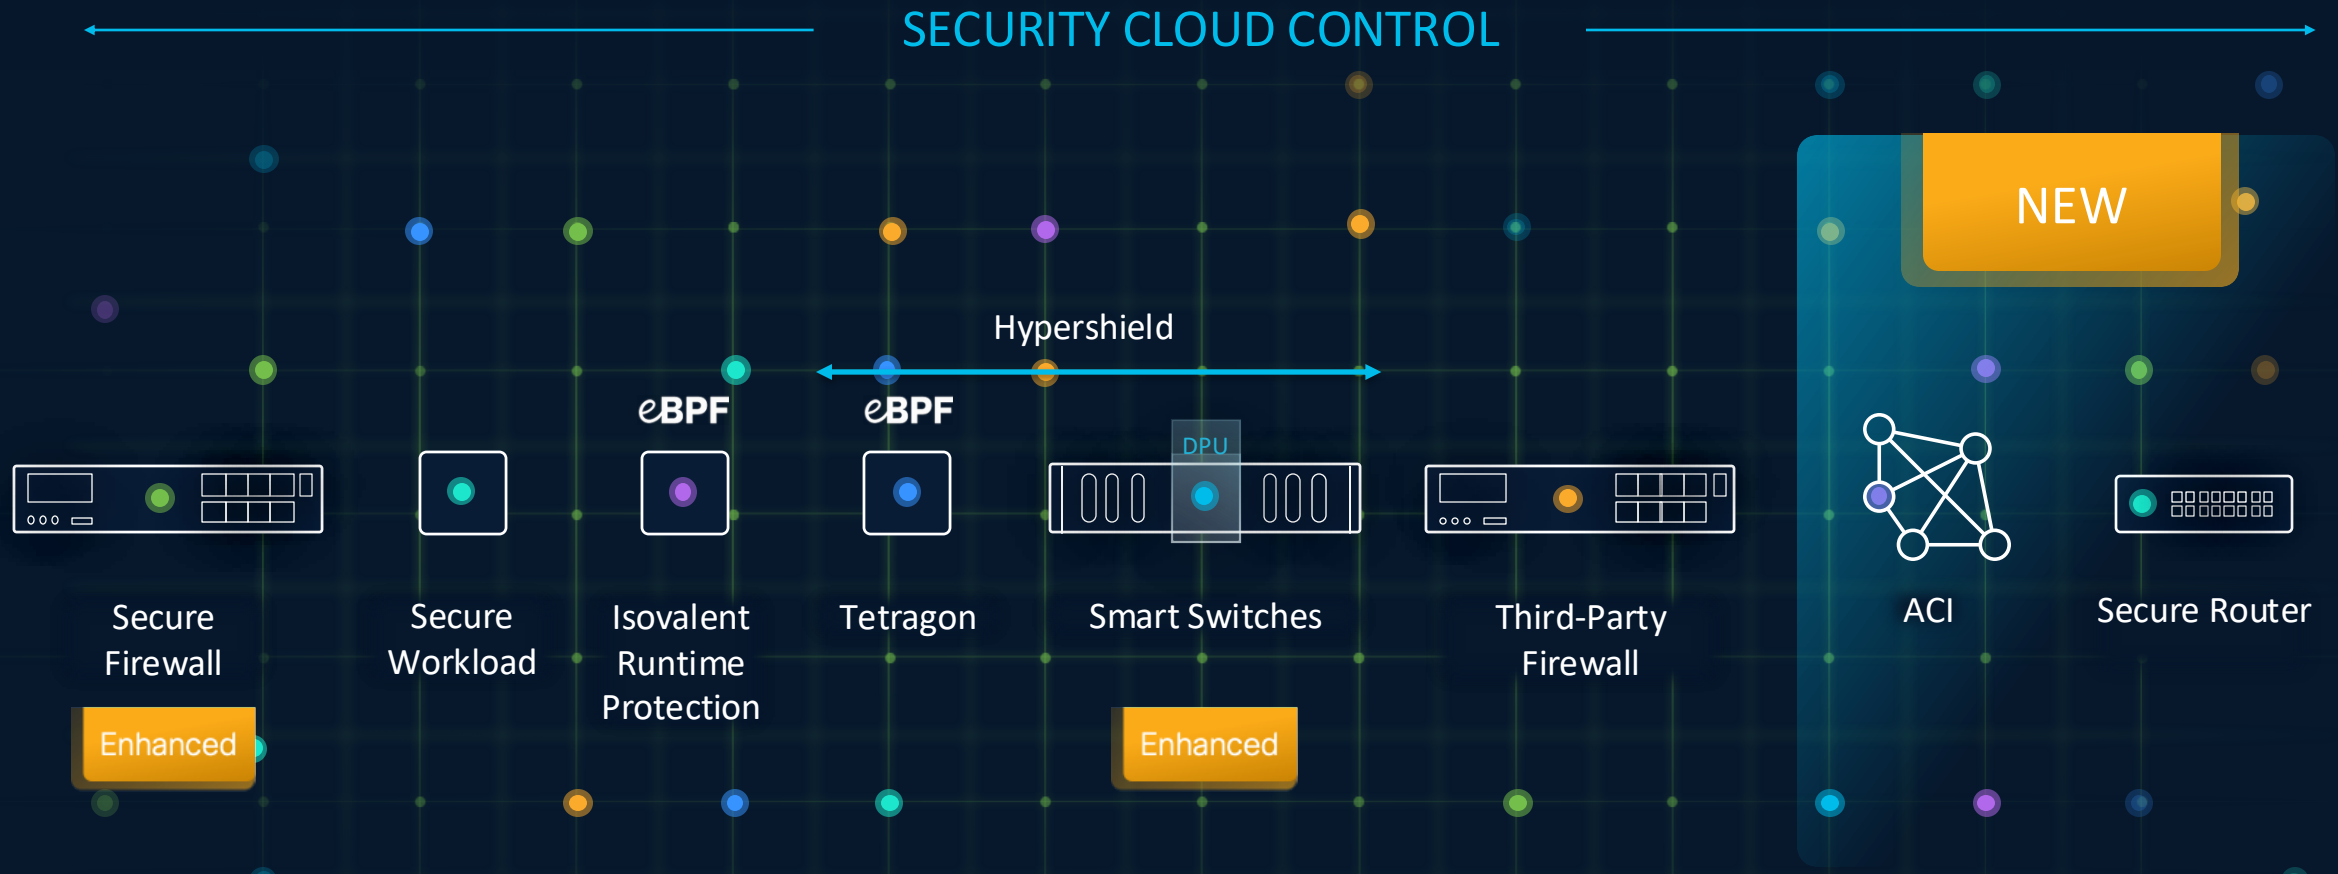 SECURITY CLOUD CONTROL
NEW
Hypershield
eBPF
eBPF
DPU
Secure
Firewall
Enhanced
Secure
Workload
Isovalent
Runtime
Protection
Tetragon
Smart Switches
Enhanced
Third-Party
Firewall
ACI
Secure Router